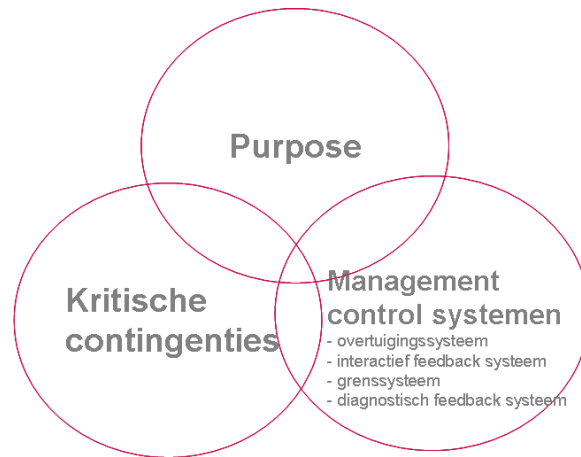 Purpose
Kritische
contingenties
Management
control systemen
- overtuigingssysteem
- interactief feedback systeem
- grenssysteem
- diagnostisch feedback systeem